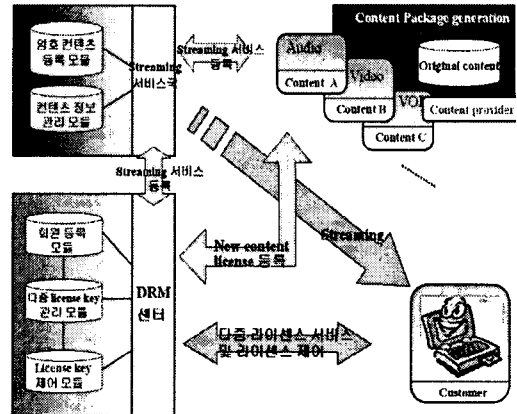 암호 컨텐츠
등록 모듈
컨텐츠 정보
관리 모듈
Streaming
서비스국
Streaming 서비스
등록
Content Package generation
Audio
Content A
Video
Content B
VOD
Content C
Original content
Content provider
Streaming 서비스
등록
회원 등록
모듈
다중 license key
관리 모듈
License key
제어 모듈
DRM
센터
New content
license 등록
Streaming
다중 라이센스 서비스
및 라이센스 제어
Customer